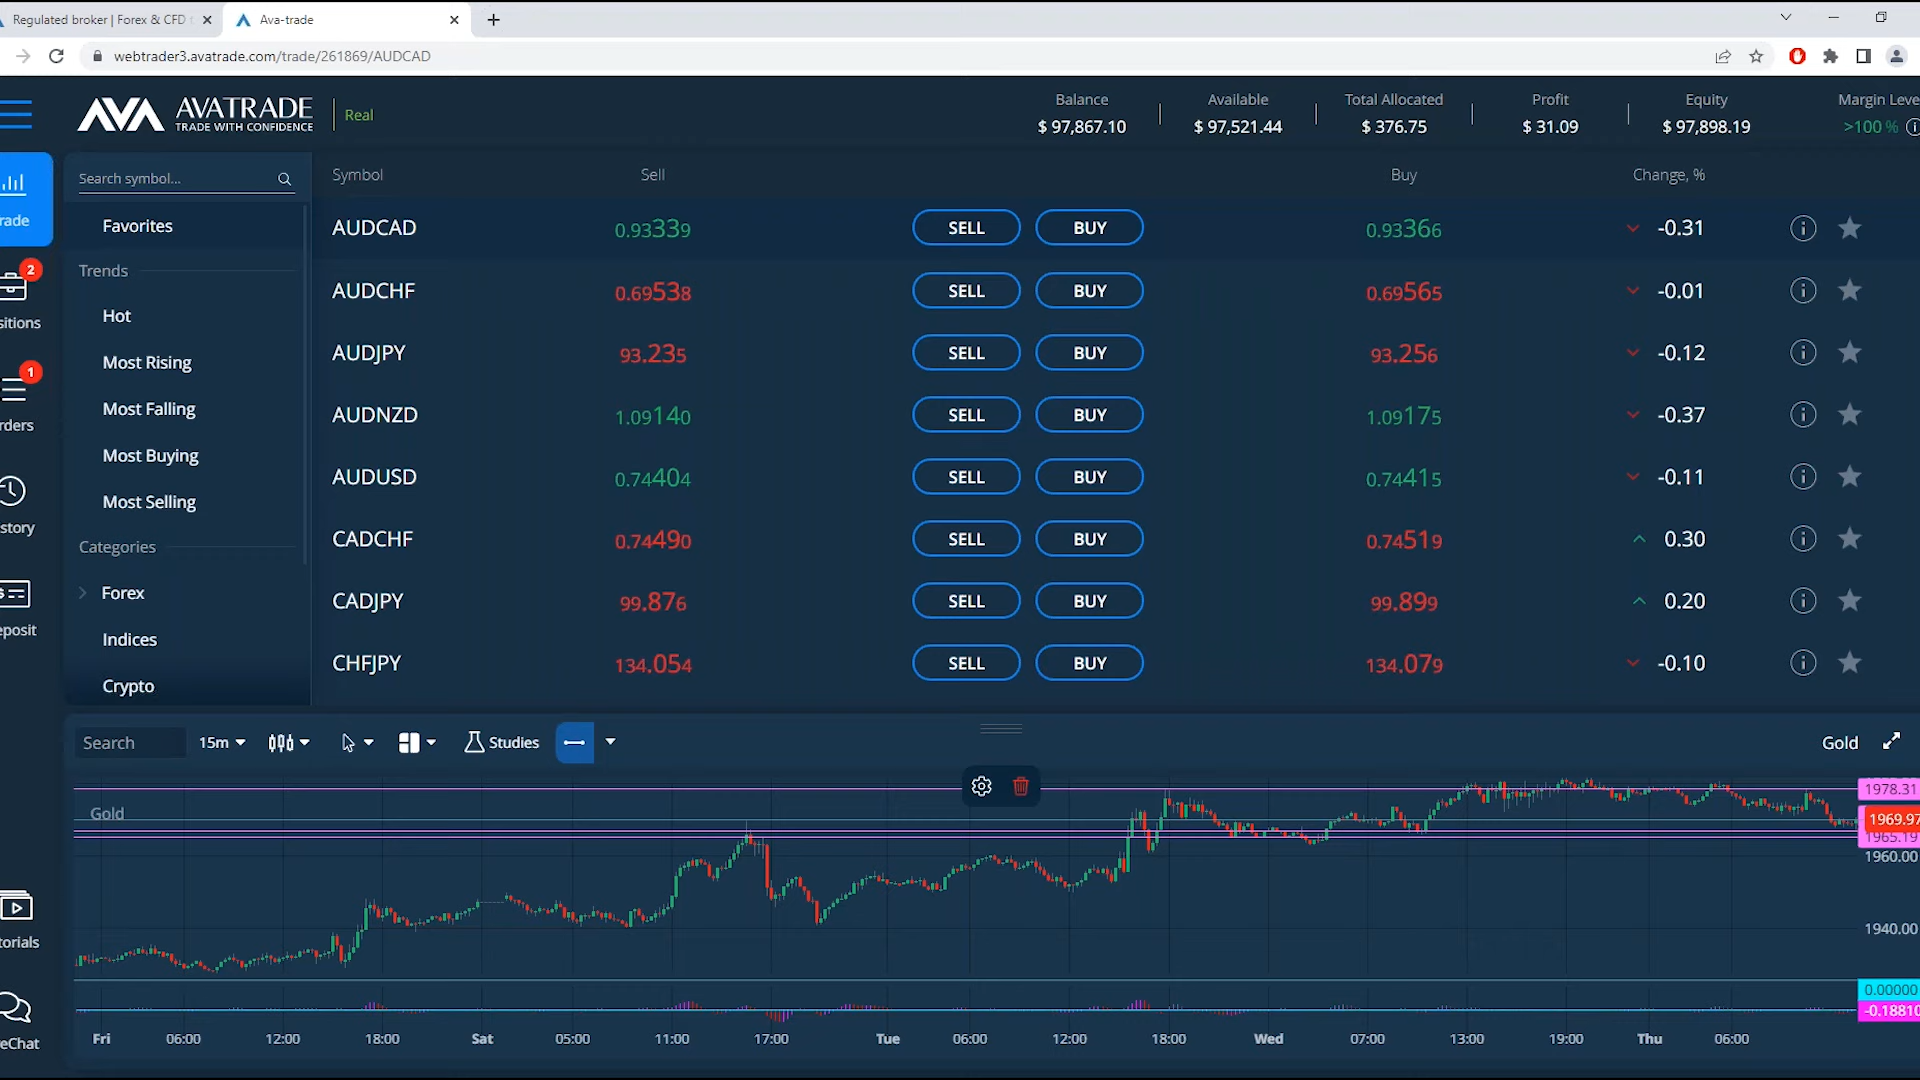 Regulated broker | Forex & CFD
Ava-trade
webtrader3.avatrade.com/trade/261869/AUDCAD
AVA AVATRADE
TRADE WITH CONFIDENCE
Real
Balance
$ 97,867.10
Available
$ 97,521.44
Total Allocated
$ 376.75
Profit
$ 31.09
Equity
$ 97,898.19
Margin Leve
>100 %
rade
2
sitions
1
rders
story
eposit
torials
eChat
Search symbol...
Favorites
Trends
Hot
Most Rising
Most Falling
Most Buying
Most Selling
Categories
Forex
Indices
Crypto
Symbol Sell Buy Change, %
AUDCAD 0.93339 SELL BUY 0.93366 -0.31
AUDCHF 0.69538 SELL BUY 0.69565 -0.01
AUDJPY 93.235 SELL BUY 93.256 -0.12
AUDNZD 1.09140 SELL BUY 1.09175 -0.37
AUDUSD 0.74404 SELL BUY 0.74415 -0.11
CADCHF 0.74490 SELL BUY 0.74519 0.30
CADJPY 99.876 SELL BUY 99.899 0.20
CHFJPY 134.054 SELL BUY 134.079 -0.10
Search 15m Studies Gold
Gold
1978.31
1969.97
1965.19
1960.00
1940.00
0.00000
-0.18810
Fri 06:00 12:00 18:00 Sat 05:00 11:00 17:00 Tue 06:00 12:00 18:00 Wed 07:00 13:00 19:00 Thu 06:00